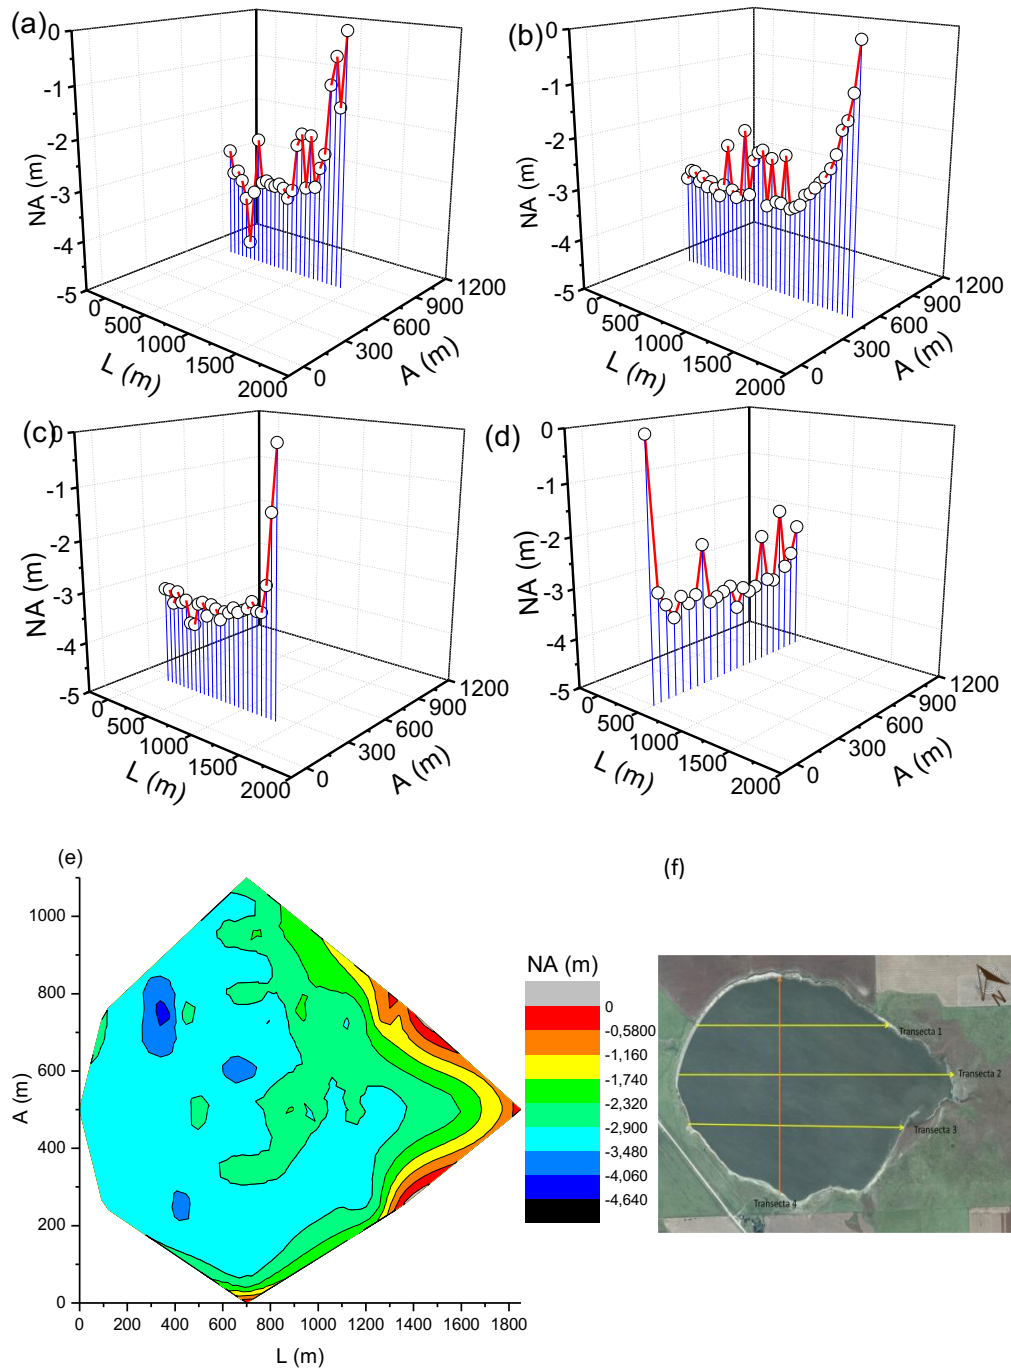 (a)
0
-1
-2
-3
-4
-5
NA (m)
0
500
1000
1500
2000
L (m)
0
300
600
900
1200
A (m)
(b)
0
-1
-2
-3
-4
-5
NA (m)
0
500
1000
1500
2000
L (m)
0
300
600
900
1200
A (m)
(c)
0
-1
-2
-3
-4
-5
NA (m)
0
500
1000
1500
2000
L (m)
0
300
600
900
1200
A (m)
(d)
0
-1
-2
-3
-4
-5
NA (m)
0
500
1000
1500
2000
L (m)
0
300
600
900
1200
A (m)
(e)
1000
800
600
400
200
0
A (m)
0 200 400 600 800 1000 1200 1400 1600 1800
L (m)
NA (m)
0
-0,5800
-1,160
-1,740
-2,320
-2,900
-3,480
-4,060
-4,640
(f)
N
Transecta 1
Transecta 2
Transecta 3
Transecta 4